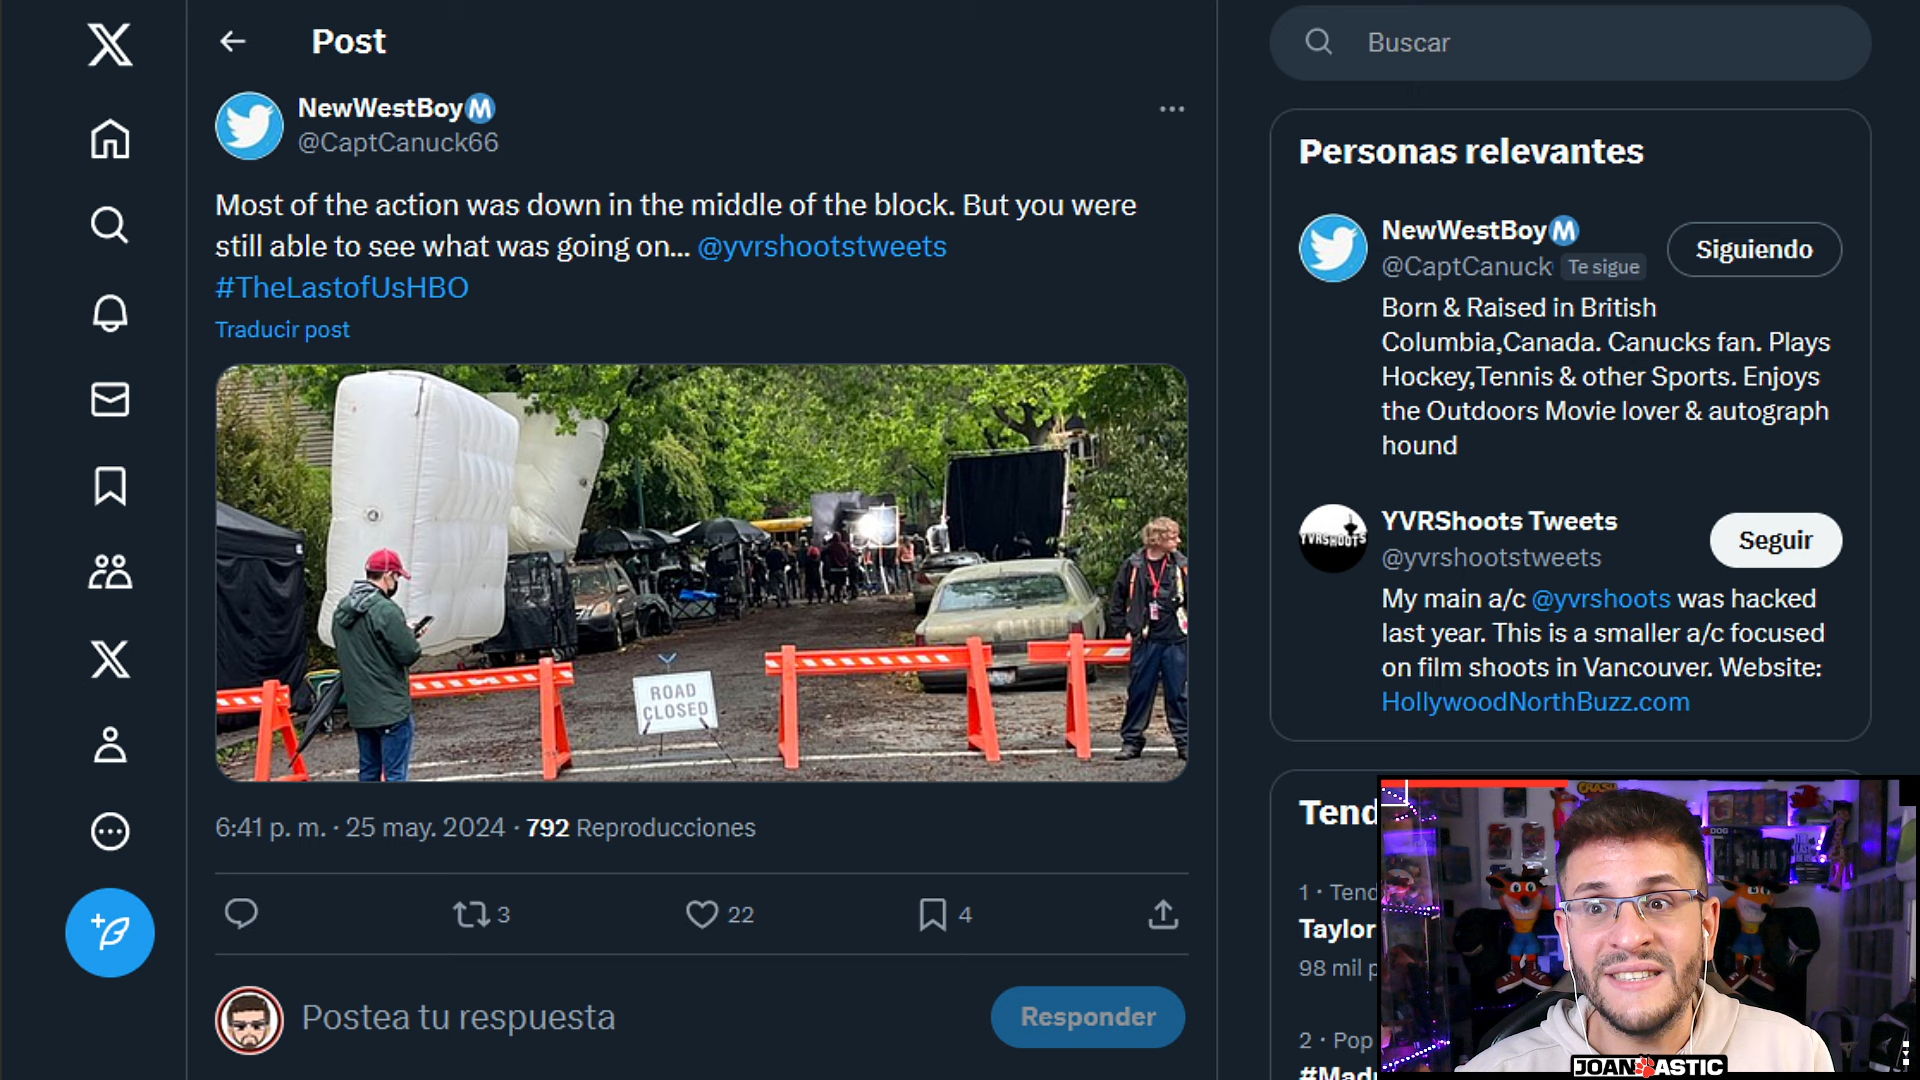 Post
NewWestBoy Ⓜ
@CaptCanuck66
Most of the action was down in the middle of the block. But you were
still able to see what was going on... @yvrshootstweets
#TheLastofUsHBO
Traducir post
ROAD
CLOSED
6:41 p. m. · 25 may. 2024 · 792 Reproducciones
3
22
4
Postea tu respuesta
Responder
Buscar
Personas relevantes
NewWestBoy Ⓜ
@CaptCanuck
Te sigue
Siguiendo
Born & Raised in British
Columbia,Canada. Canucks fan. Plays
Hockey,Tennis & other Sports. Enjoys
the Outdoors Movie lover & autograph
hound
YVRSHOOTS
YVRShoots Tweets
@yvrshootstweets
Seguir
My main a/c @yvrshoots was hacked
last year. This is a smaller a/c focused
on film shoots in Vancouver. Website:
HollywoodNorthBuzz.com
Tend
1 · Tend
Taylor
98 mil p
2 · Pop
#Madr
CRASH
JOANTASTIC